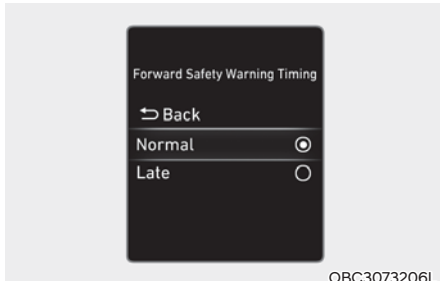 Forward Safety Warning Timing
Back
Normal
Late
OBC3073206L